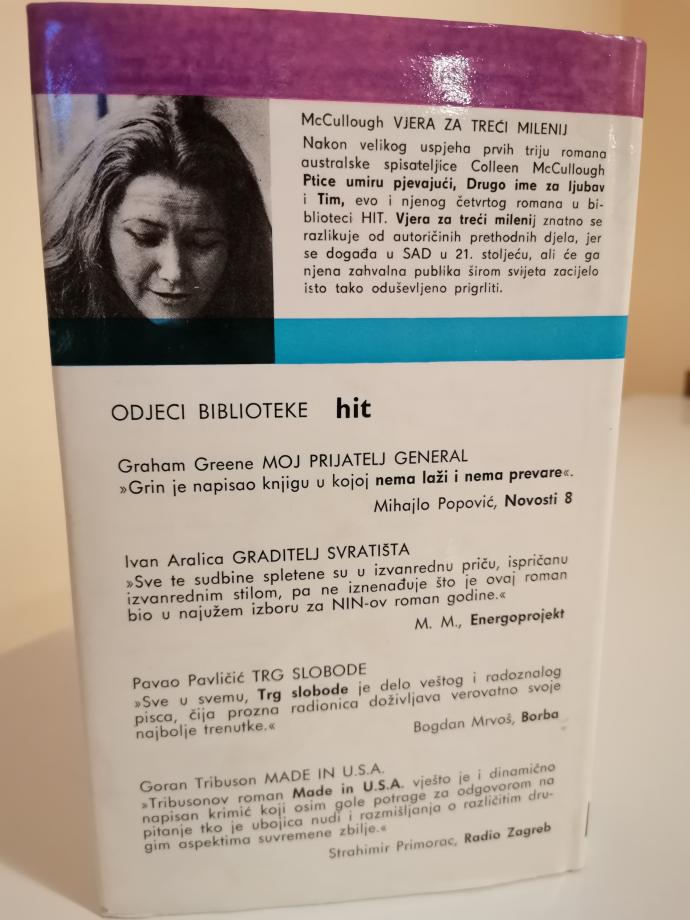 McCullough VJERA ZA TREĆI MILENIJ
Nakon velikog uspjeha prvih triju romana
australske spisateljice Colleen McCullough
Ptice umiru pjevajući, Drugo ime za ljubav
i Tim, evo i njenog četvrtog romana u bi-
blioteci HIT. Vjera za treći milenij znatno se
razlikuje od autoričinih prethodnih djela, jer
se događa u SAD u 21. stoljeću, ali će ga
njena zahvalna publika širom svijeta zacijelo
isto tako oduševljeno prigrliti.
ODJECI BIBLIOTEKE hit
Graham Greene MOJ PRIJATELJ GENERAL
»Grin je napisao knjigu u kojoj nema laži i nema prevare«.
Mihajlo Popović, Novosti 8
Ivan Aralica GRADITELJ SVRATIŠTA
»Sve te sudbine spletene su u izvanrednu priču, ispričanu
izvanrednim stilom, pa ne iznenađuje što je ovaj roman
bio u najužem izboru za NIN-ov roman godine.«
M. M., Energoprojekt
Pavao Pavličić TRG SLOBODE
»Sve u svemu, Trg slobode je delo veštog i radoznalog
pisca, čija prozna radionica doživljava verovatno svoje
najbolje trenutke.«
Bogdan Mrvoš, Borba
Goran Tribuson MADE IN U.S.A.
»Tribusonov roman Made in U.S.A. vješto je i dinamično
napisan krimić koji osim gole potrage za odgovorom na
pitanje tko je ubojica nudi i razmišljanja o različitim dru-
gim aspektima suvremene zbilje.«
Strahimir Primorac, Radio Zagreb